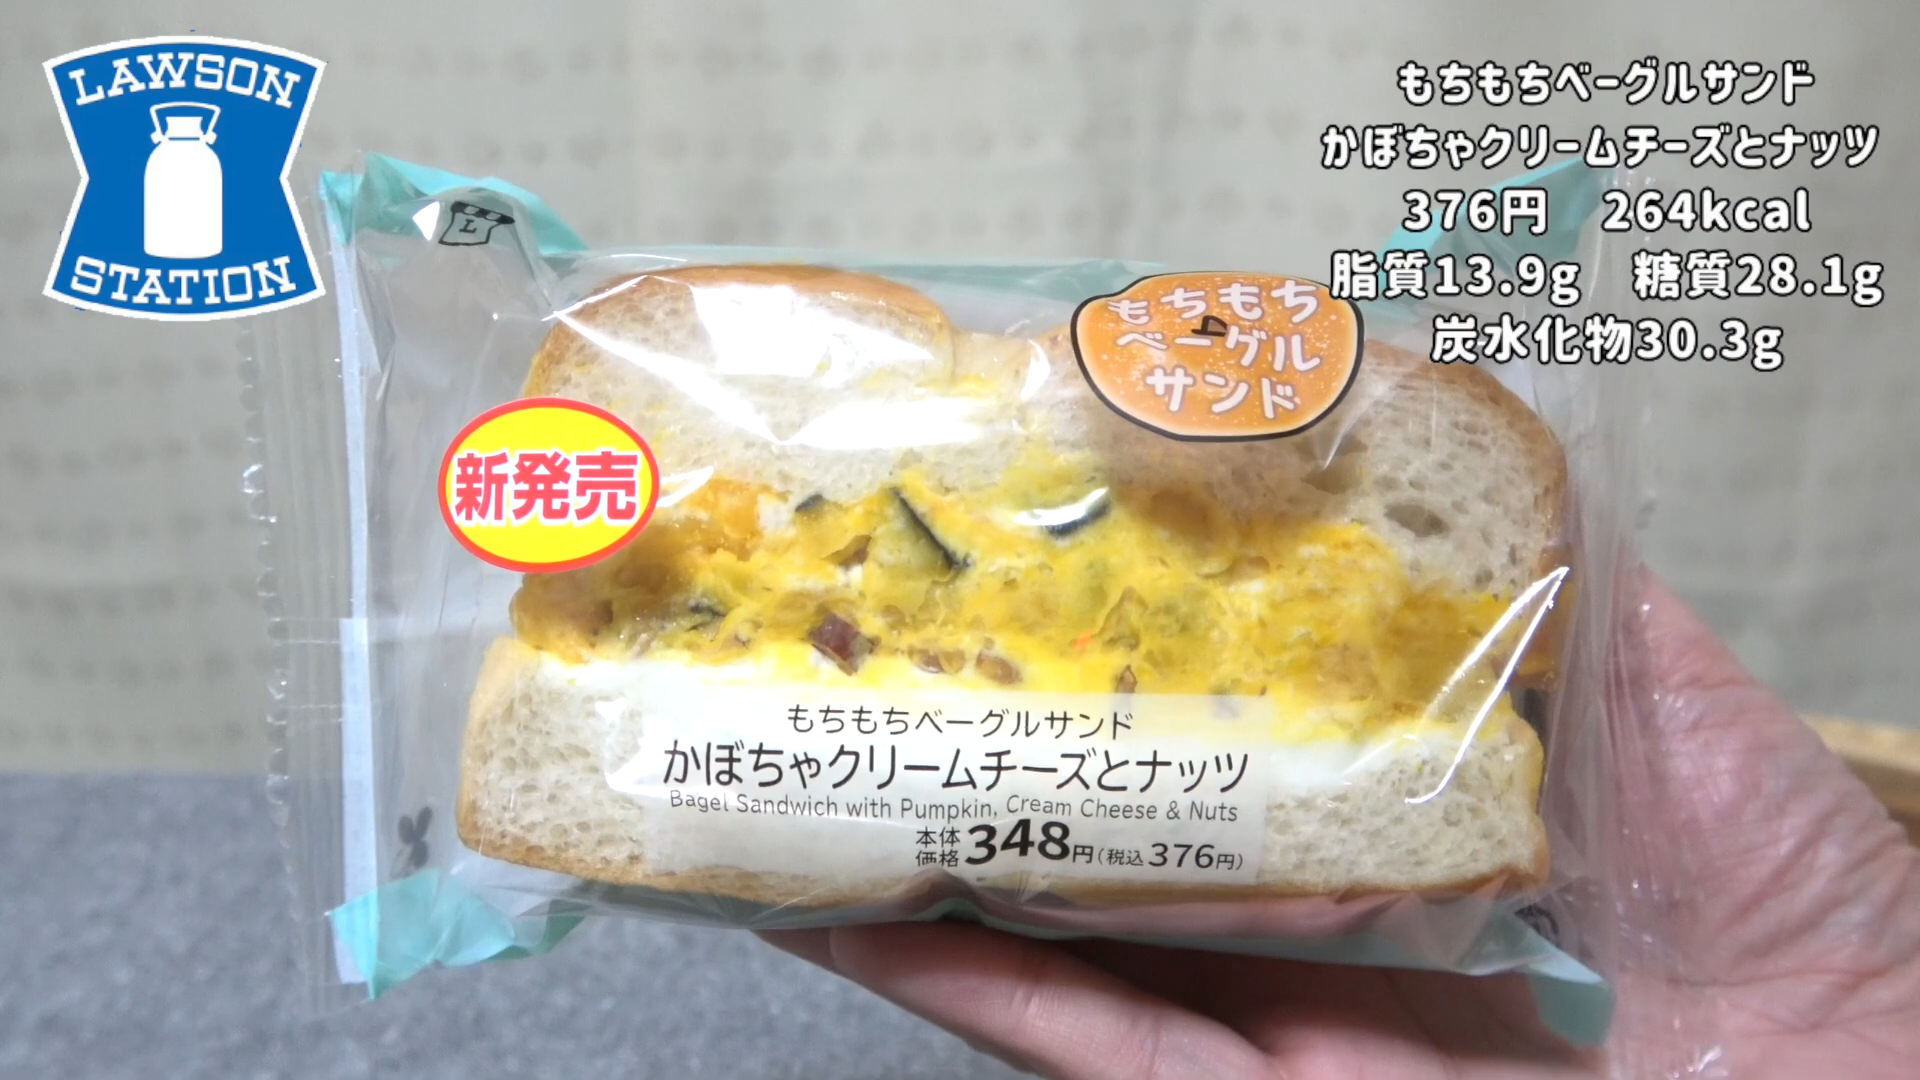 LAWSON
STATION
もちもちベーグルサンド
かぼちゃクリームチーズとナッツ
376円 264kcal
脂質13.9g 糖質28.1g
炭水化物30.3g
L
もちもち
ベーグル
サンド
新発売
もちもちベーグルサンド
かぼちゃクリームチーズとナッツ
Bagel Sandwich with Pumpkin, Cream Cheese & Nuts
本体
価格348円(税込376円)